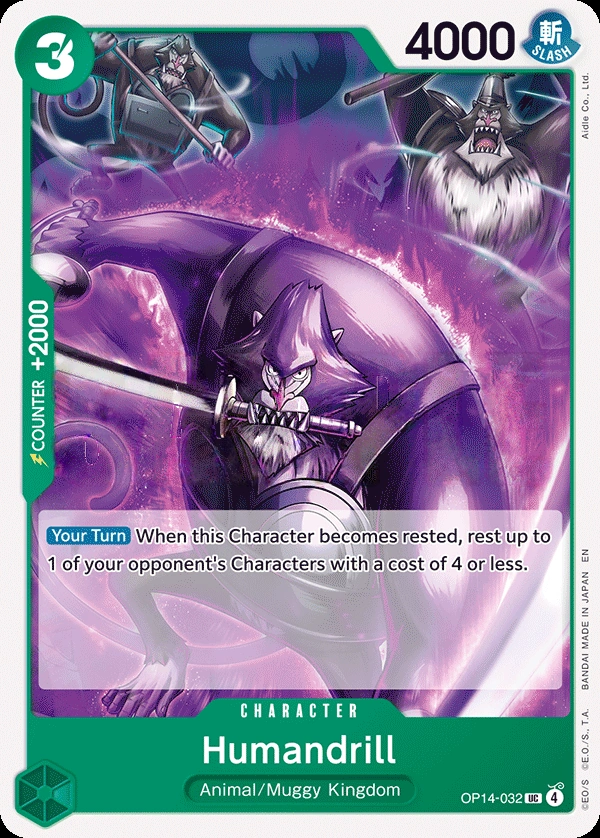 3
4000
斬
SLASH
Aidle Co., Ltd.
COUNTER +2000
Your Turn When this Character becomes rested, rest up to
1 of your opponent's Characters with a cost of 4 or less.
CHARACTER
Humandrill
Animal/Muggy Kingdom
OP14-032 UC 4
©E.O/S ©E.O./S., T.A. BANDAI MADE IN JAPAN EN